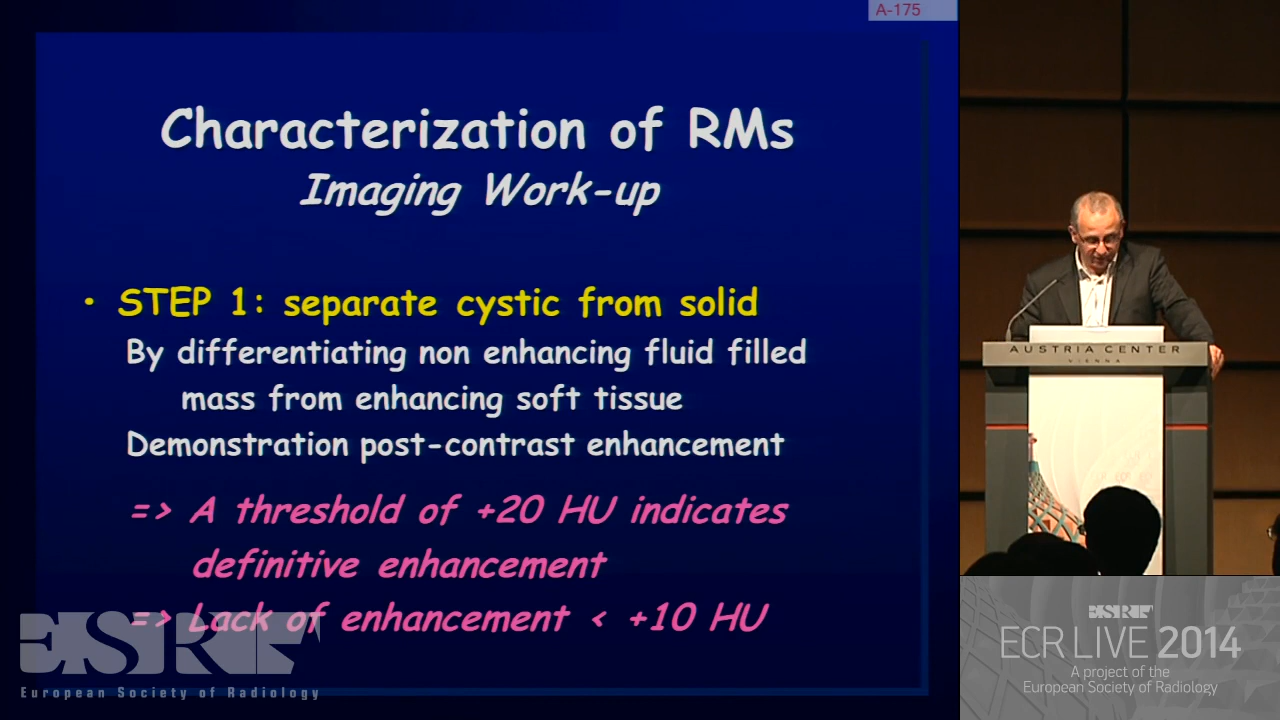 A-175
Characterization of RMs
Imaging Work-up
• STEP 1: separate cystic from solid
By differentiating non enhancing fluid filled
mass from enhancing soft tissue
Demonstration post-contrast enhancement
=> A threshold of +20 HU indicates
definitive enhancement
=> Lack of enhancement < +10 HU
ESR
European Society of Radiology
AUSTRIA CENTER
VIENNA
ESR
ECR LIVE 2014
A project of the
European Society of Radiology